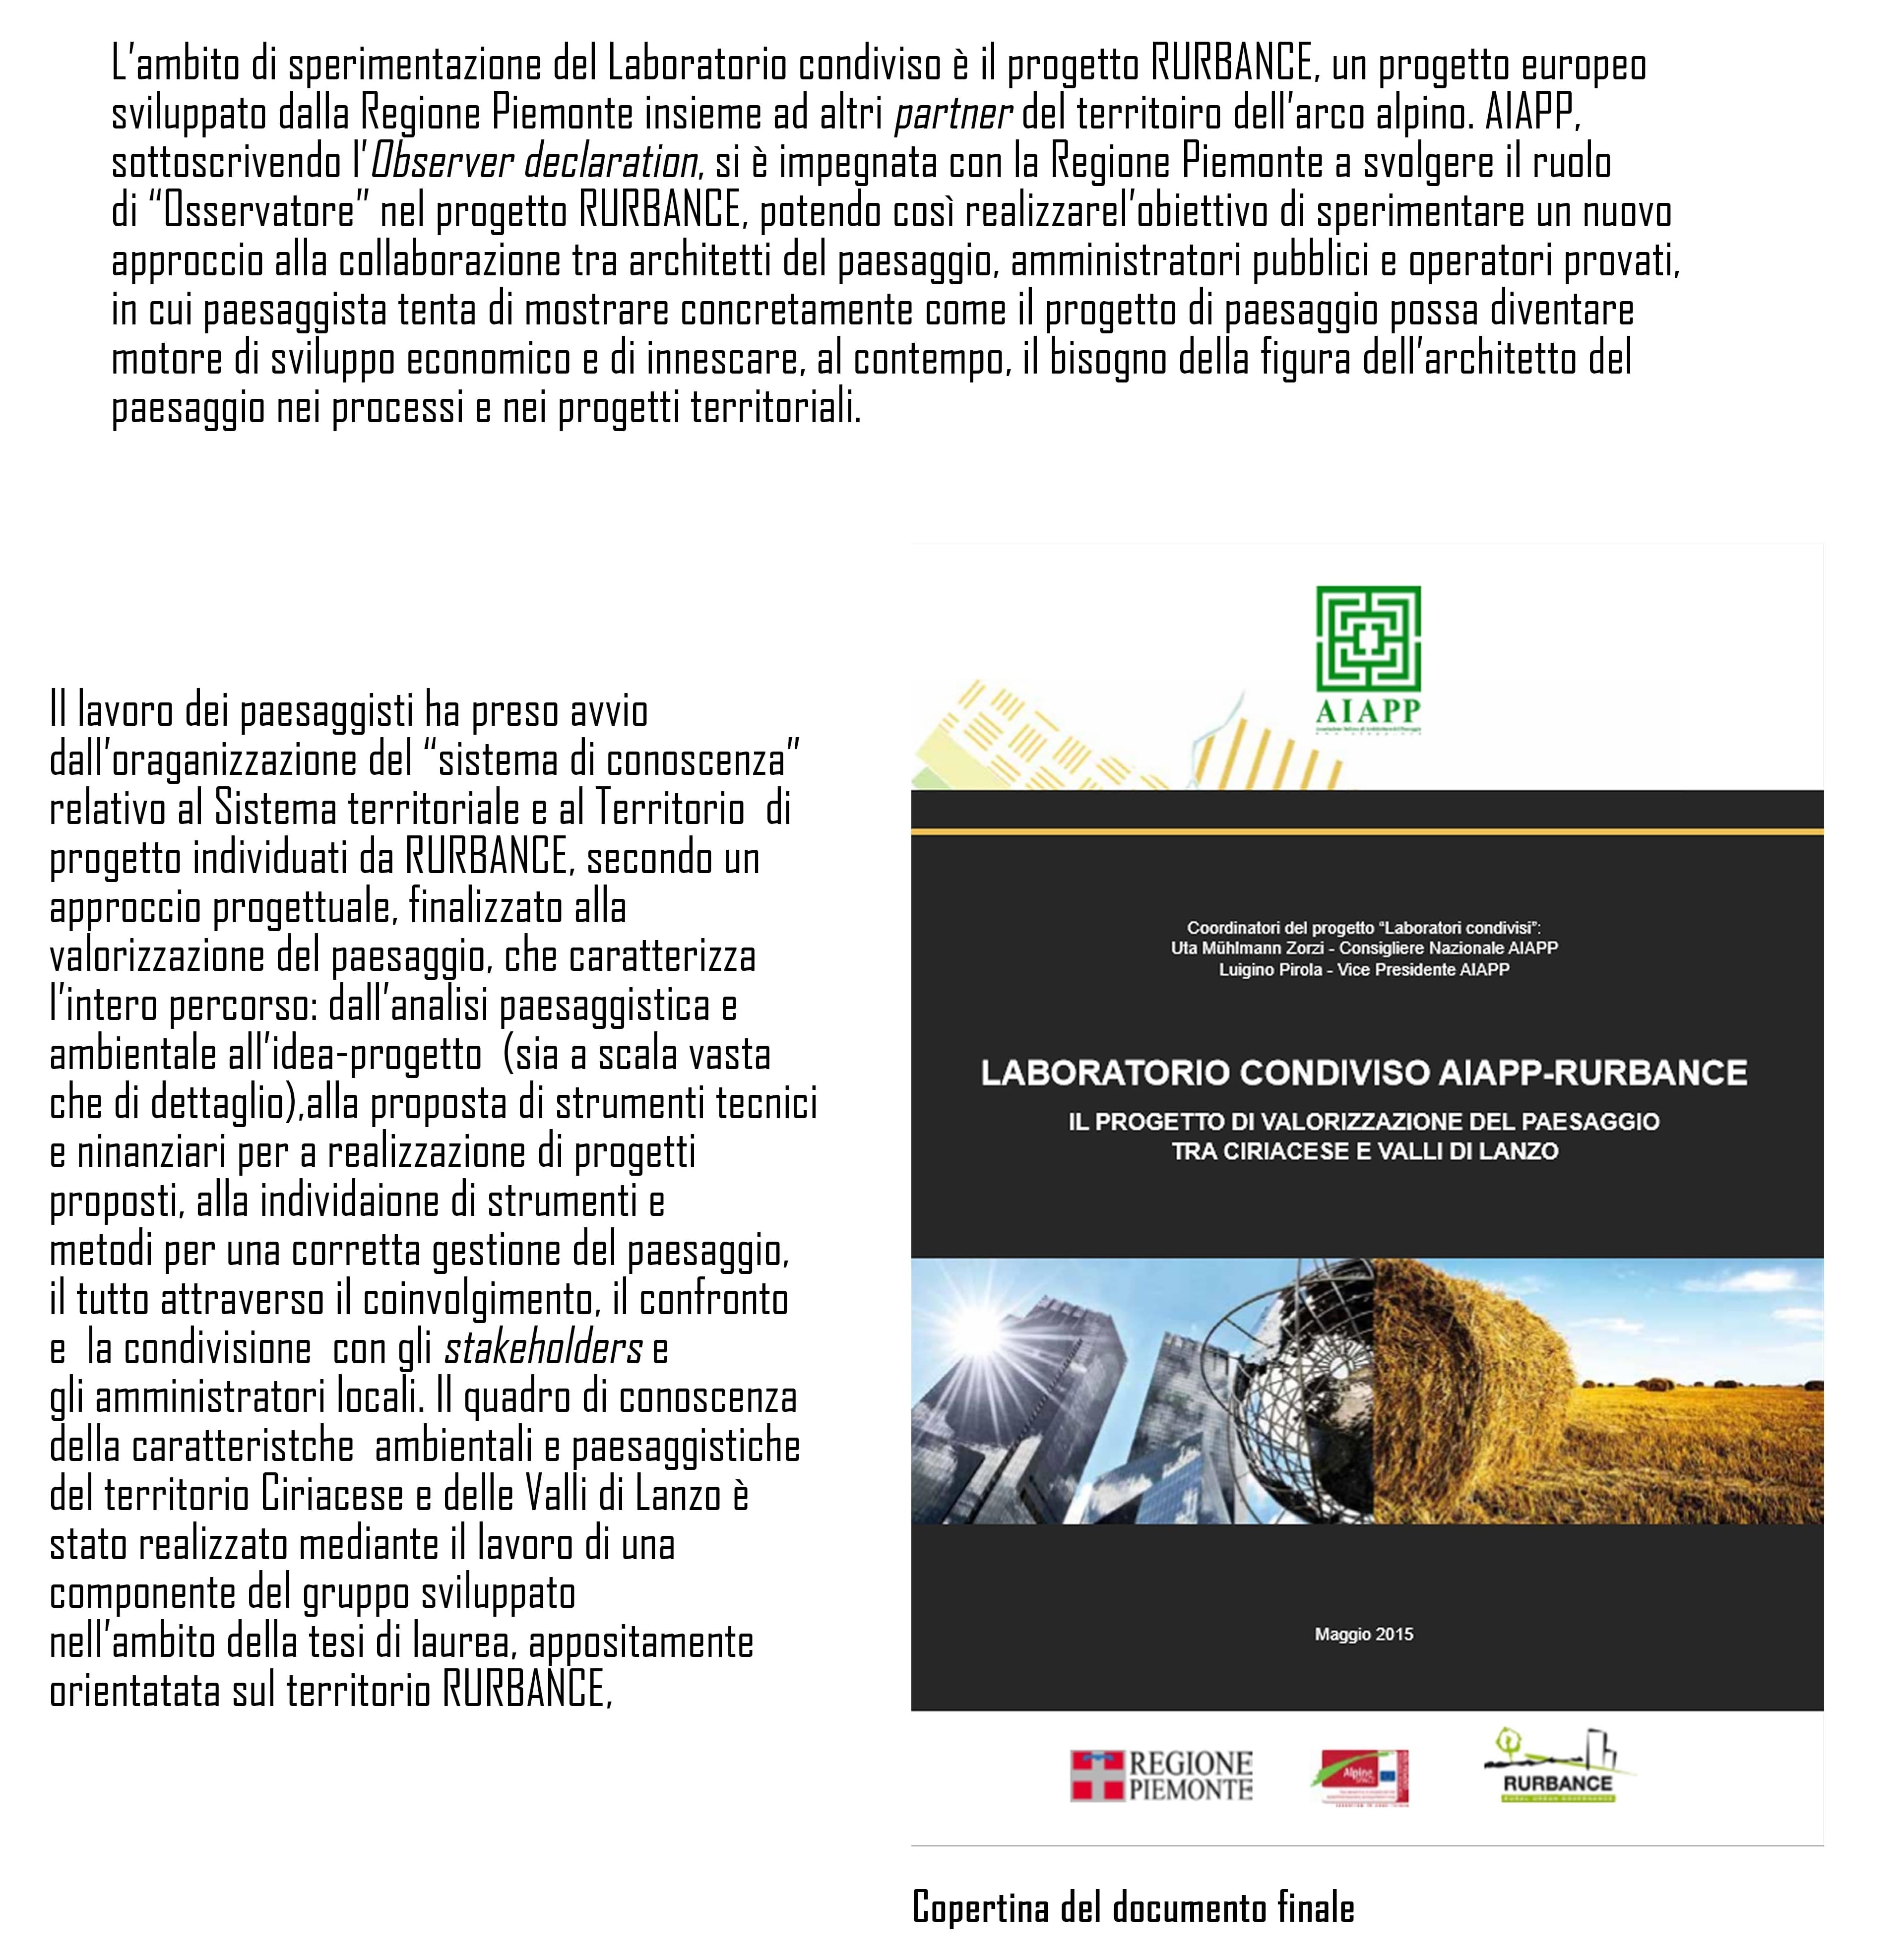 L'ambito di sperimentazione del Laboratorio condiviso è il progetto RURBANCE, un progetto europeo
sviluppato dalla Regione Piemonte insieme ad altri partner del territoiro dell'arco alpino. AIAPP,
sottoscrivendo l'Observer declaration, si è impegnata con la Regione Piemonte a svolgere il ruolo
di “Osservatore” nel progetto RURBANCE, potendo così realizzarel'obiettivo di sperimentare un nuovo
approccio alla collaborazione tra architetti del paesaggio, amministratori pubblici e operatori provati,
in cui paesaggista tenta di mostrare concretamente come il progetto di paesaggio possa diventare
motore di sviluppo economico e di innescare, al contempo, il bisogno della figura dell'architetto del
paesaggio nei processi e nei progetti territoriali.
Il lavoro dei paesaggisti ha preso avvio
dall'oraganizzazione del “sistema di conoscenza”
relativo al Sistema territoriale e al Territorio di
progetto individuati da RURBANCE, secondo un
approccio progettuale, finalizzato alla
valorizzazione del paesaggio, che caratterizza
l'intero percorso: dall'analisi paesaggistica e
ambientale all'idea-progetto (sia a scala vasta
che di dettaglio),alla proposta di strumenti tecnici
e ninanziari per a realizzazione di progetti
proposti, alla individaione di strumenti e
metodi per una corretta gestione del paesaggio,
il tutto attraverso il coinvolgimento, il confronto
e la condivisione con gli stakeholders e
gli amministratori locali. Il quadro di conoscenza
della caratteristche ambientali e paesaggistiche
del territorio Ciriacese e delle Valli di Lanzo è
stato realizzato mediante il lavoro di una
componente del gruppo sviluppato
nell'ambito della tesi di laurea, appositamente
orientatata sul territorio RURBANCE,
AIAPP
Coordinatori del progetto “Laboratori condivisi”:
Uta Mühlmann Zorzi - Consigliere Nazionale AIAPP
Luigino Pirola - Vice Presidente AIAPP
LABORATORIO CONDIVISO AIAPP-RURBANCE
IL PROGETTO DI VALORIZZAZIONE DEL PAESAGGIO
TRA CIRIACESE E VALLI DI LANZO
Maggio 2015
REGIONE
PIEMONTE
Alpine
RURBANCE
RURAL URBAN GOVERNANCE
Copertina del documento finale